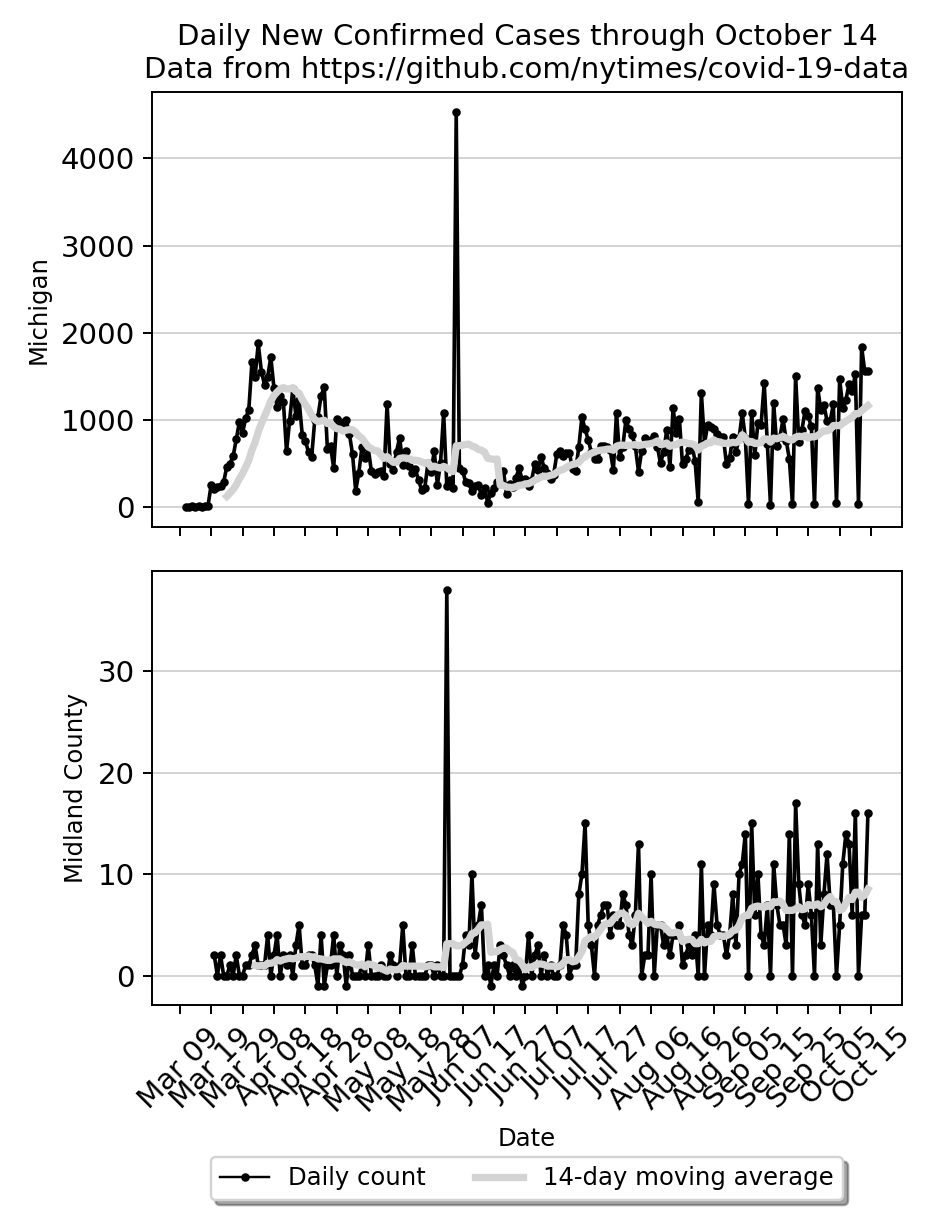 Daily New Confirmed Cases through October 14
Data from https://github.com/nytimes/covid-19-data
4000
3000
2000
1000
0
Michigan
30
20
10
0
Midland County
Mar 09
Mar 19
Mar 29
Apr 08
Apr 18
Apr 28
May 08
May 18
May 28
Jun 07
Jun 17
Jun 27
Jul 07
Jul 17
Jul 27
Aug 06
Aug 16
Aug 26
Sep 05
Sep 15
Sep 25
Oct 05
Oct 15
Date
Daily count
14-day moving average